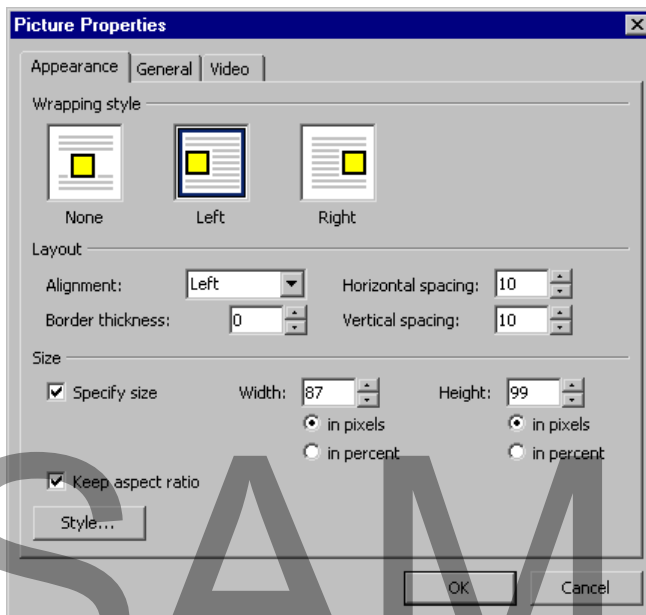 Picture Properties
Appearance General Video
Wrapping style
None Left Right
Layout
Alignment: Left Horizontal spacing: 10
Border thickness: 0 Vertical spacing: 10
Size
Specify size Width: 87 Height: 99
in pixels in pixels
in percent in percent
Keep aspect ratio
Style...
OK Cancel
SAM